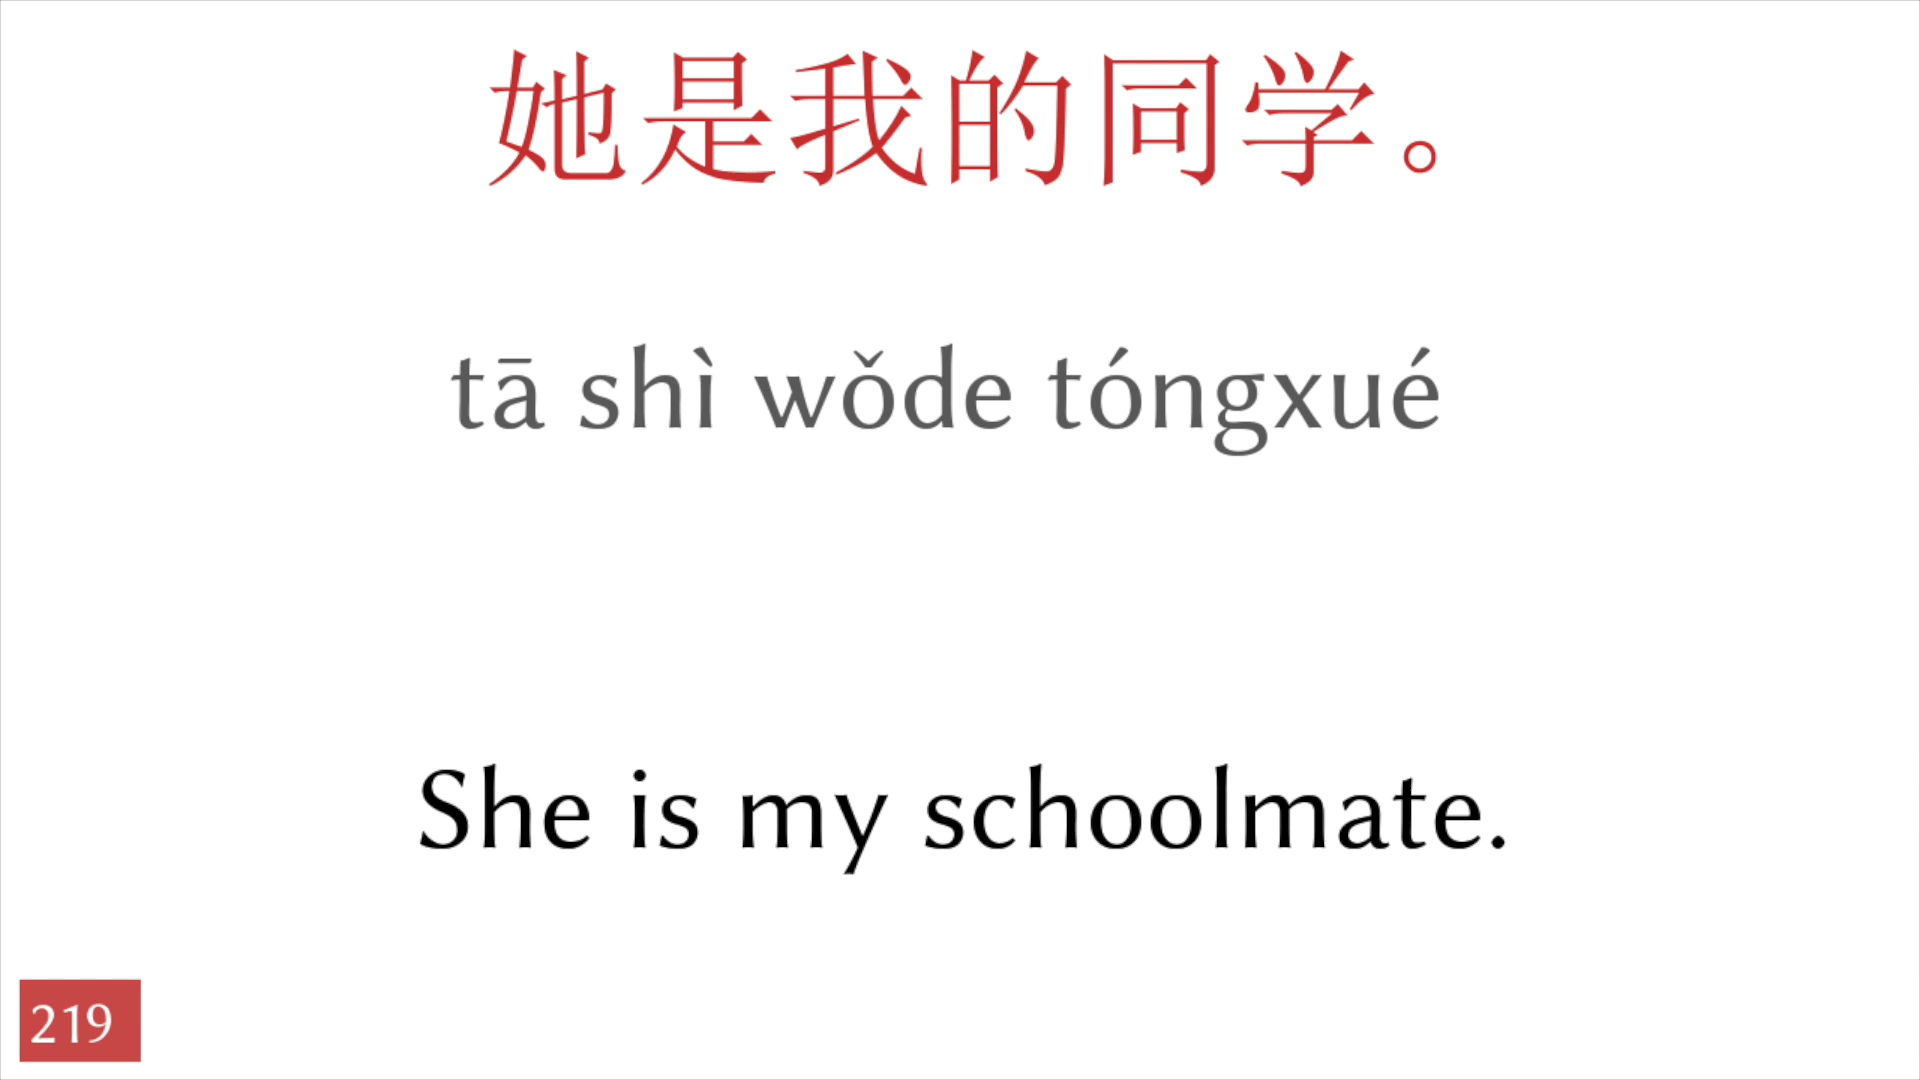 她是我的同学。
tā shì wǒde tóngxué
She is my schoolmate.
219